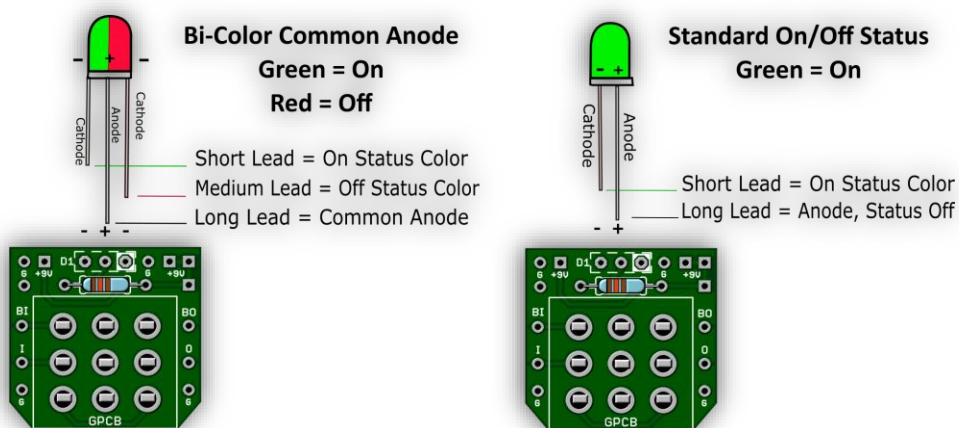 Bi-Color Common Anode
Green = On
Red = Off
- + -
Cathode
Anode
Cathode
Short Lead = On Status Color
Medium Lead = Off Status Color
Long Lead = Common Anode
- + -
G +9V D1 G +9V
BI BO
I O
G G
GPCB
Standard On/Off Status
Green = On
- +
Cathode
Anode
Short Lead = On Status Color
Long Lead = Anode, Status Off
- +
G +9V D1 G +9V
BI BO
I O
G G
GPCB